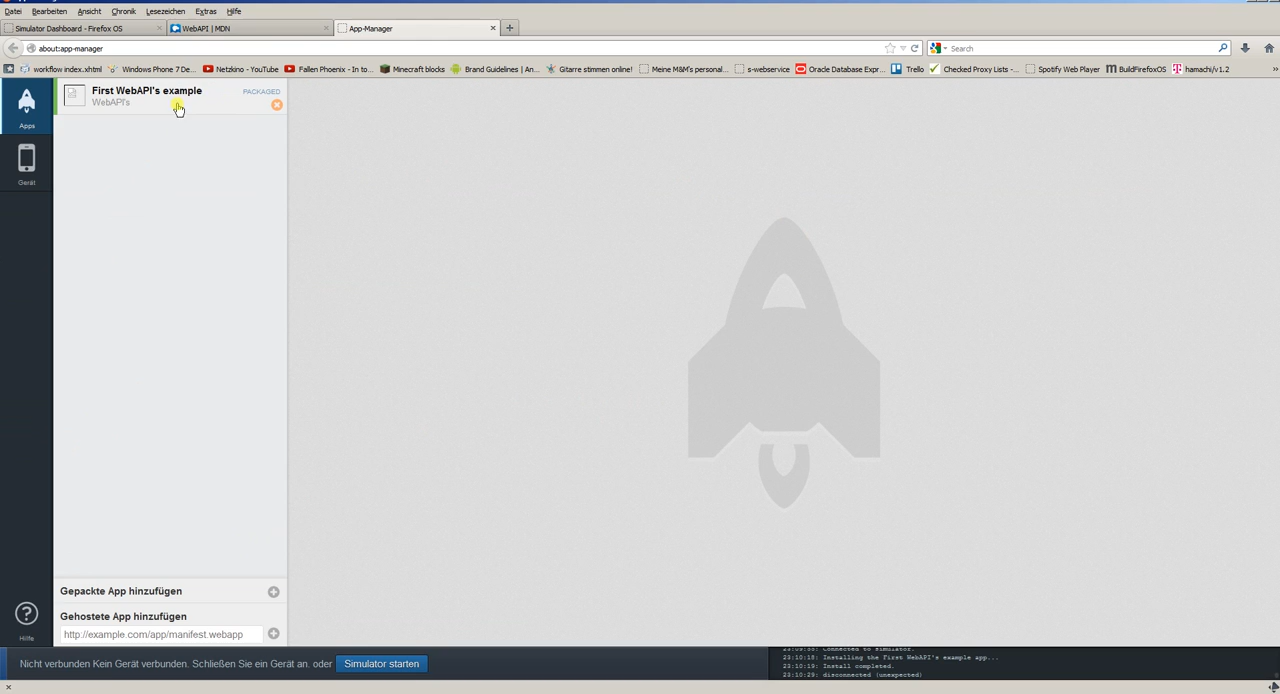 Datei Bearbeiten Ansicht Chronik Lesezeichen Extras Hilfe
Simulator Dashboard - Firefox OS
WebAPI | MDN
App-Manager
about:app-manager
Search
workflow index.xhtml
Windows Phone 7 De...
Netzkino - YouTube
Fallen Phoenix - In to...
Minecraft blocks
Brand Guidelines | An...
Gitarre stimmen online!
Meine M&M's personal...
s-webservice
Oracle Database Expr...
Trello
Checked Proxy Lists -...
Spotify Web Player
BuildFirefoxOS
hamachi/v1.2
Apps
First WebAPI's example
PACKAGED
WebAPI's
Gerät
Gepackte App hinzufügen
Gehostete App hinzufügen
http://example.com/app/manifest.webapp
Hilfe
Nicht verbunden Kein Gerät verbunden. Schließen Sie ein Gerät an. oder
Simulator starten
Connected to simulator.
23:10:18: Installing the First WebAPI's example app...
23:10:19: Install completed.
23:10:29: disconnected (unexpected)